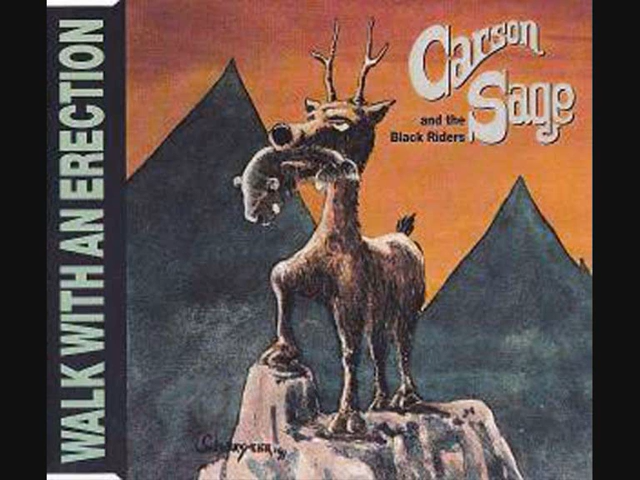 WALK WITH AN ERECTION
Carson
Sage
and the
Black Riders